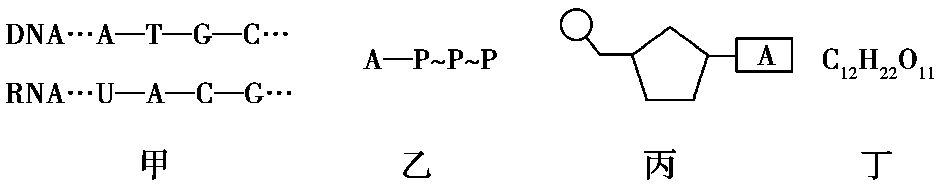 DNA…A—T—G—C…
RNA…U—A—C—G…
甲
A—P~P~P
乙
A
丙
C₁₂H₂₂O₁₁
丁